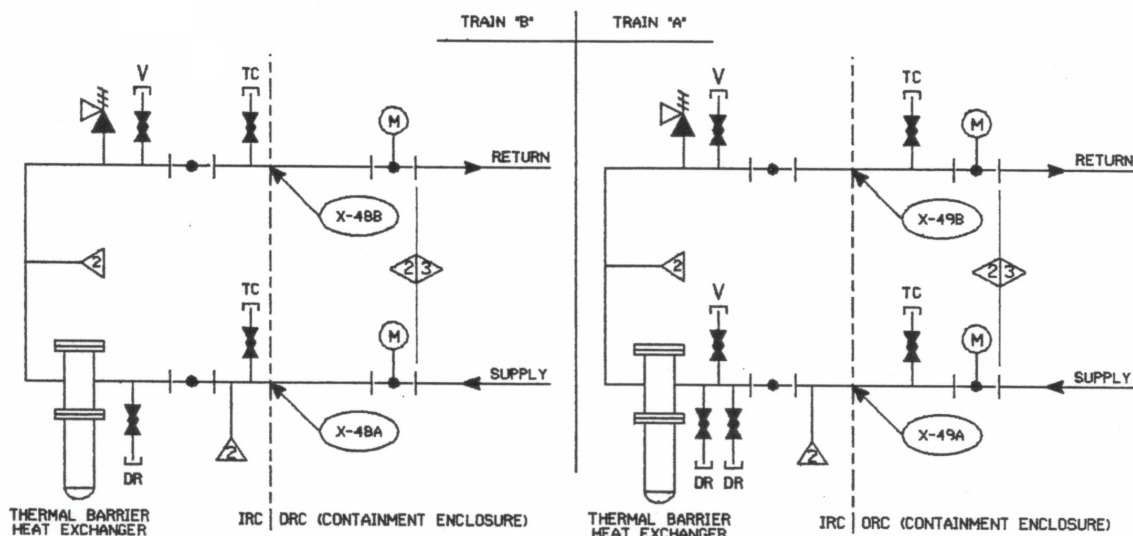 TRAIN "B" TRAIN "A"
V TC M RETURN
X-48B
2 2 3
TC M SUPPLY
X-48A
2
DR
THERMAL BARRIER
HEAT EXCHANGER
IRC ORC (CONTAINMENT ENCLOSURE)
V TC M RETURN
X-49B
2 2 3
V TC M SUPPLY
X-49A
2
DR DR
THERMAL BARRIER
HEAT EXCHANGER
IRC ORC (CONTAINMENT ENCLOSURE)